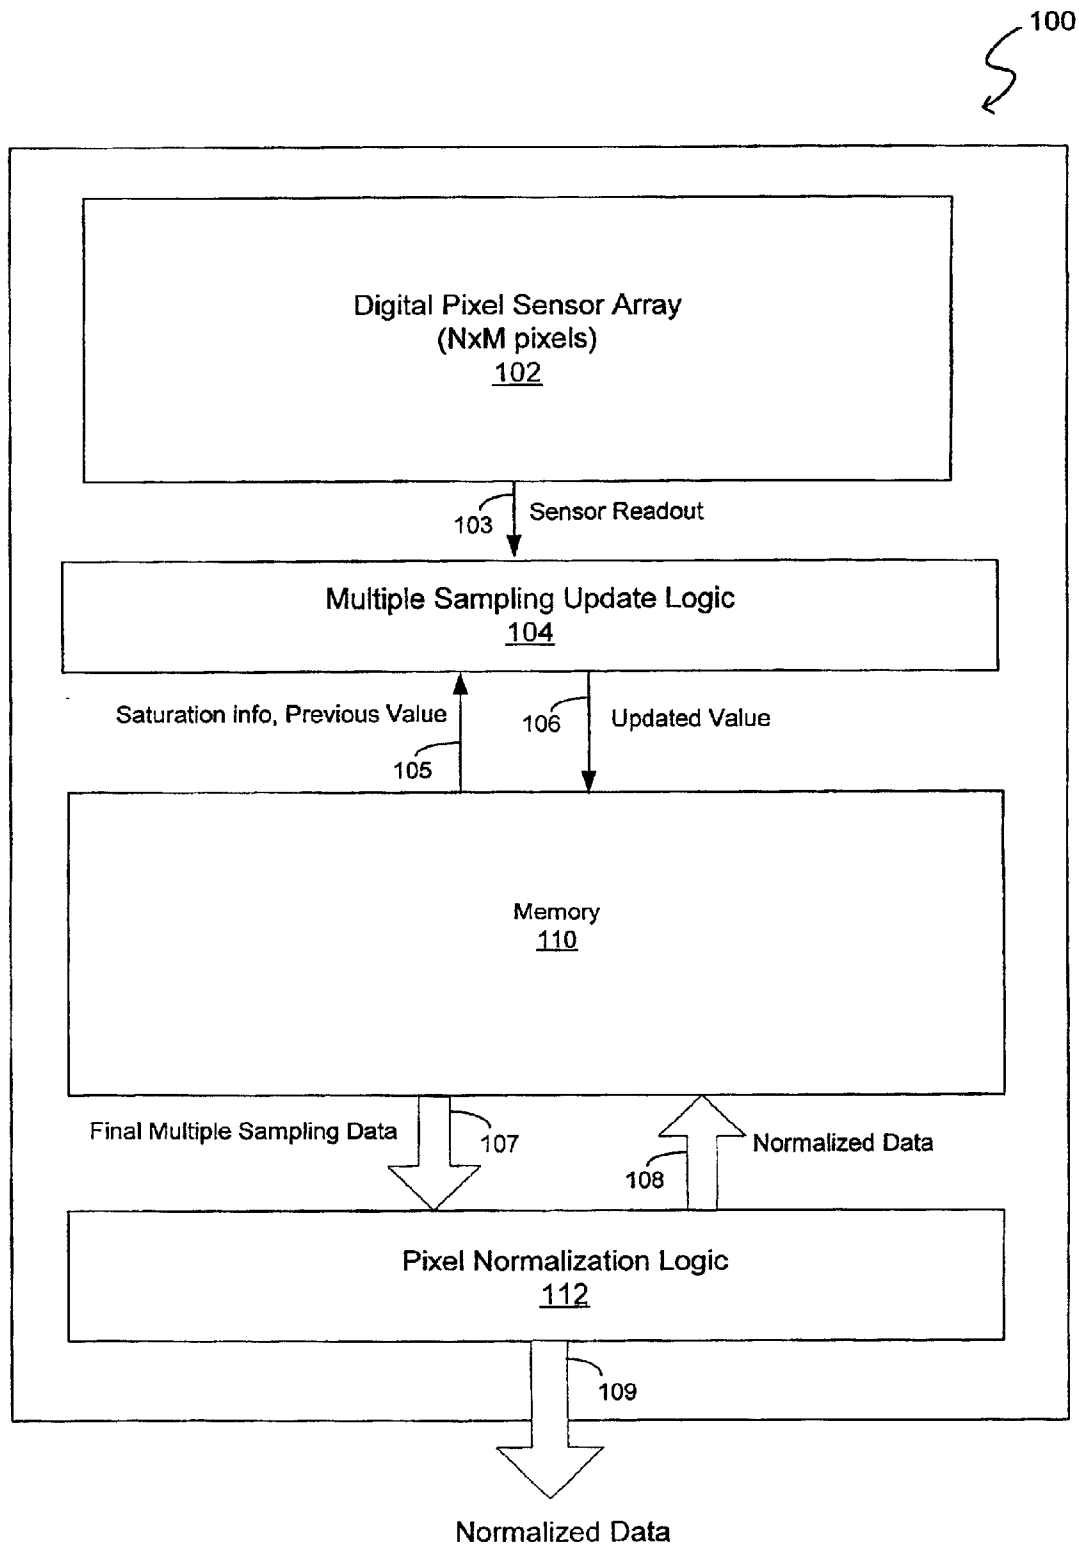 100
Digital Pixel Sensor Array
(NxM pixels)
102
103
Sensor Readout
Multiple Sampling Update Logic
104
Saturation info, Previous Value
105
106
Updated Value
Memory
110
Final Multiple Sampling Data
107
108
Normalized Data
Pixel Normalization Logic
112
109
Normalized Data